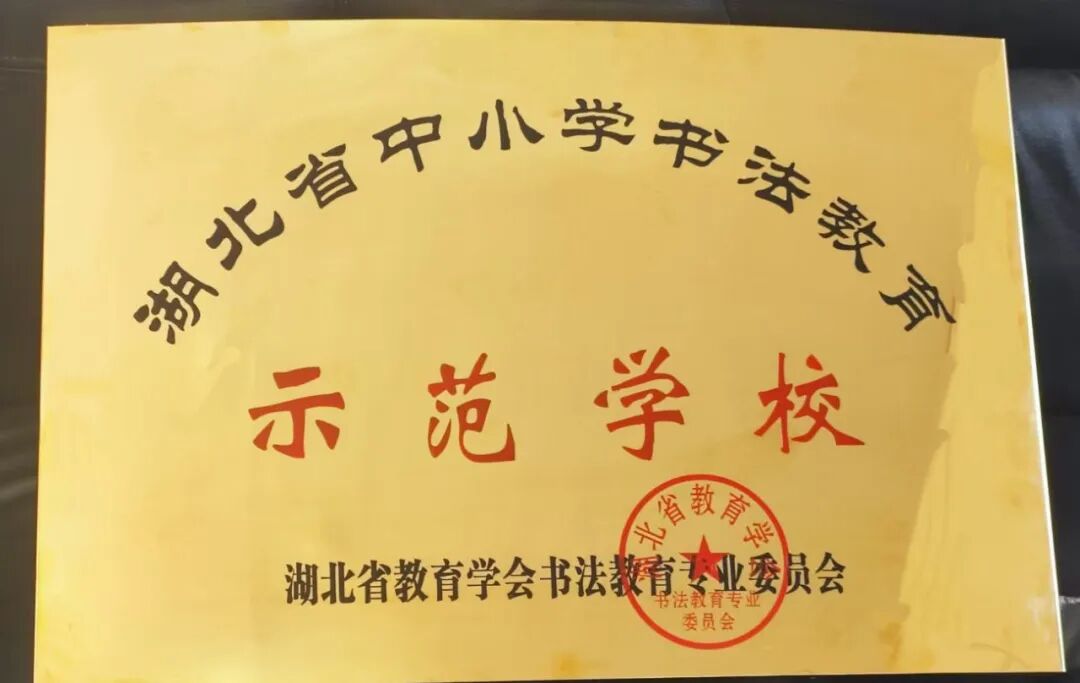 湖北省中小学书法教育
示范学校
湖北省教育学会书法教育专业委员会
湖北省教育学会
书法教育专业
委员会